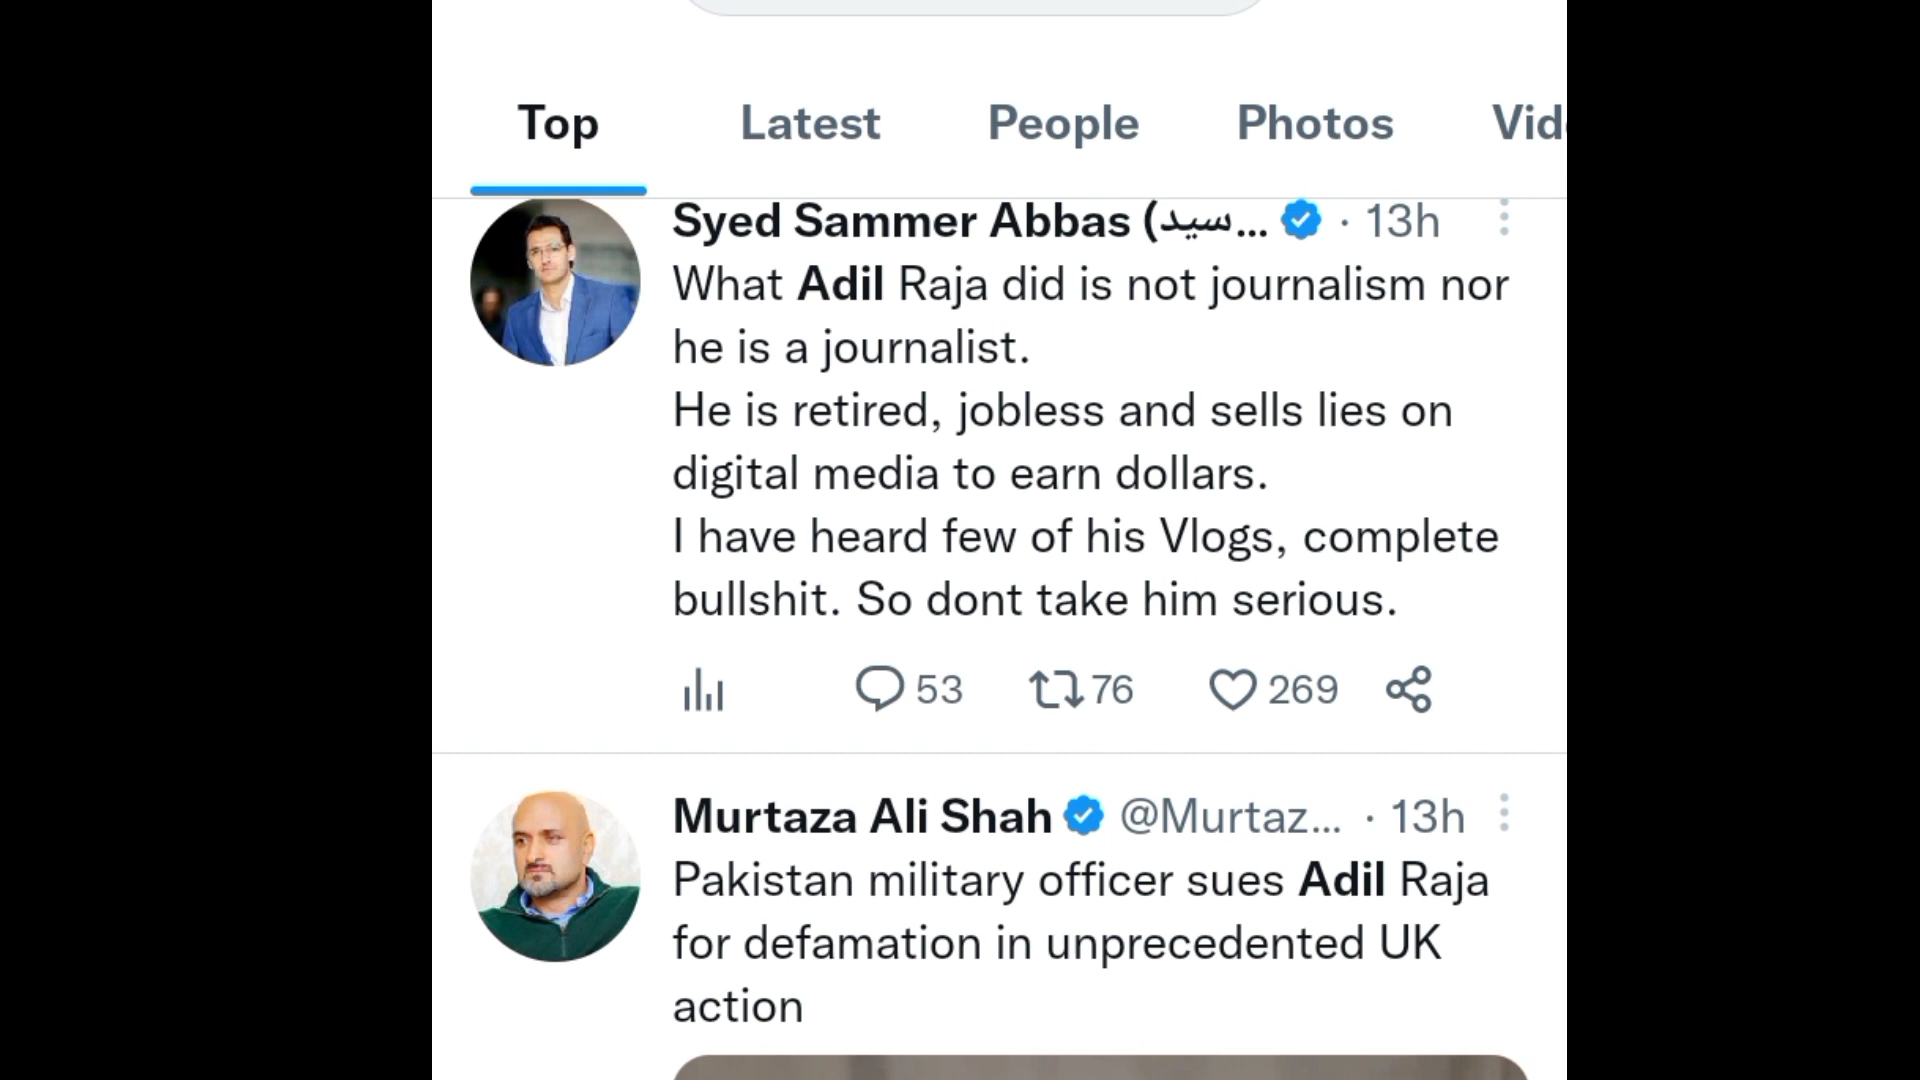 Top Latest People Photos Vid
Syed Sammer Abbas (سید... · 13h
What Adil Raja did is not journalism nor
he is a journalist.
He is retired, jobless and sells lies on
digital media to earn dollars.
I have heard few of his Vlogs, complete
bullshit. So dont take him serious.
53 76 269
Murtaza Ali Shah @Murtaz... · 13h
Pakistan military officer sues Adil Raja
for defamation in unprecedented UK
action